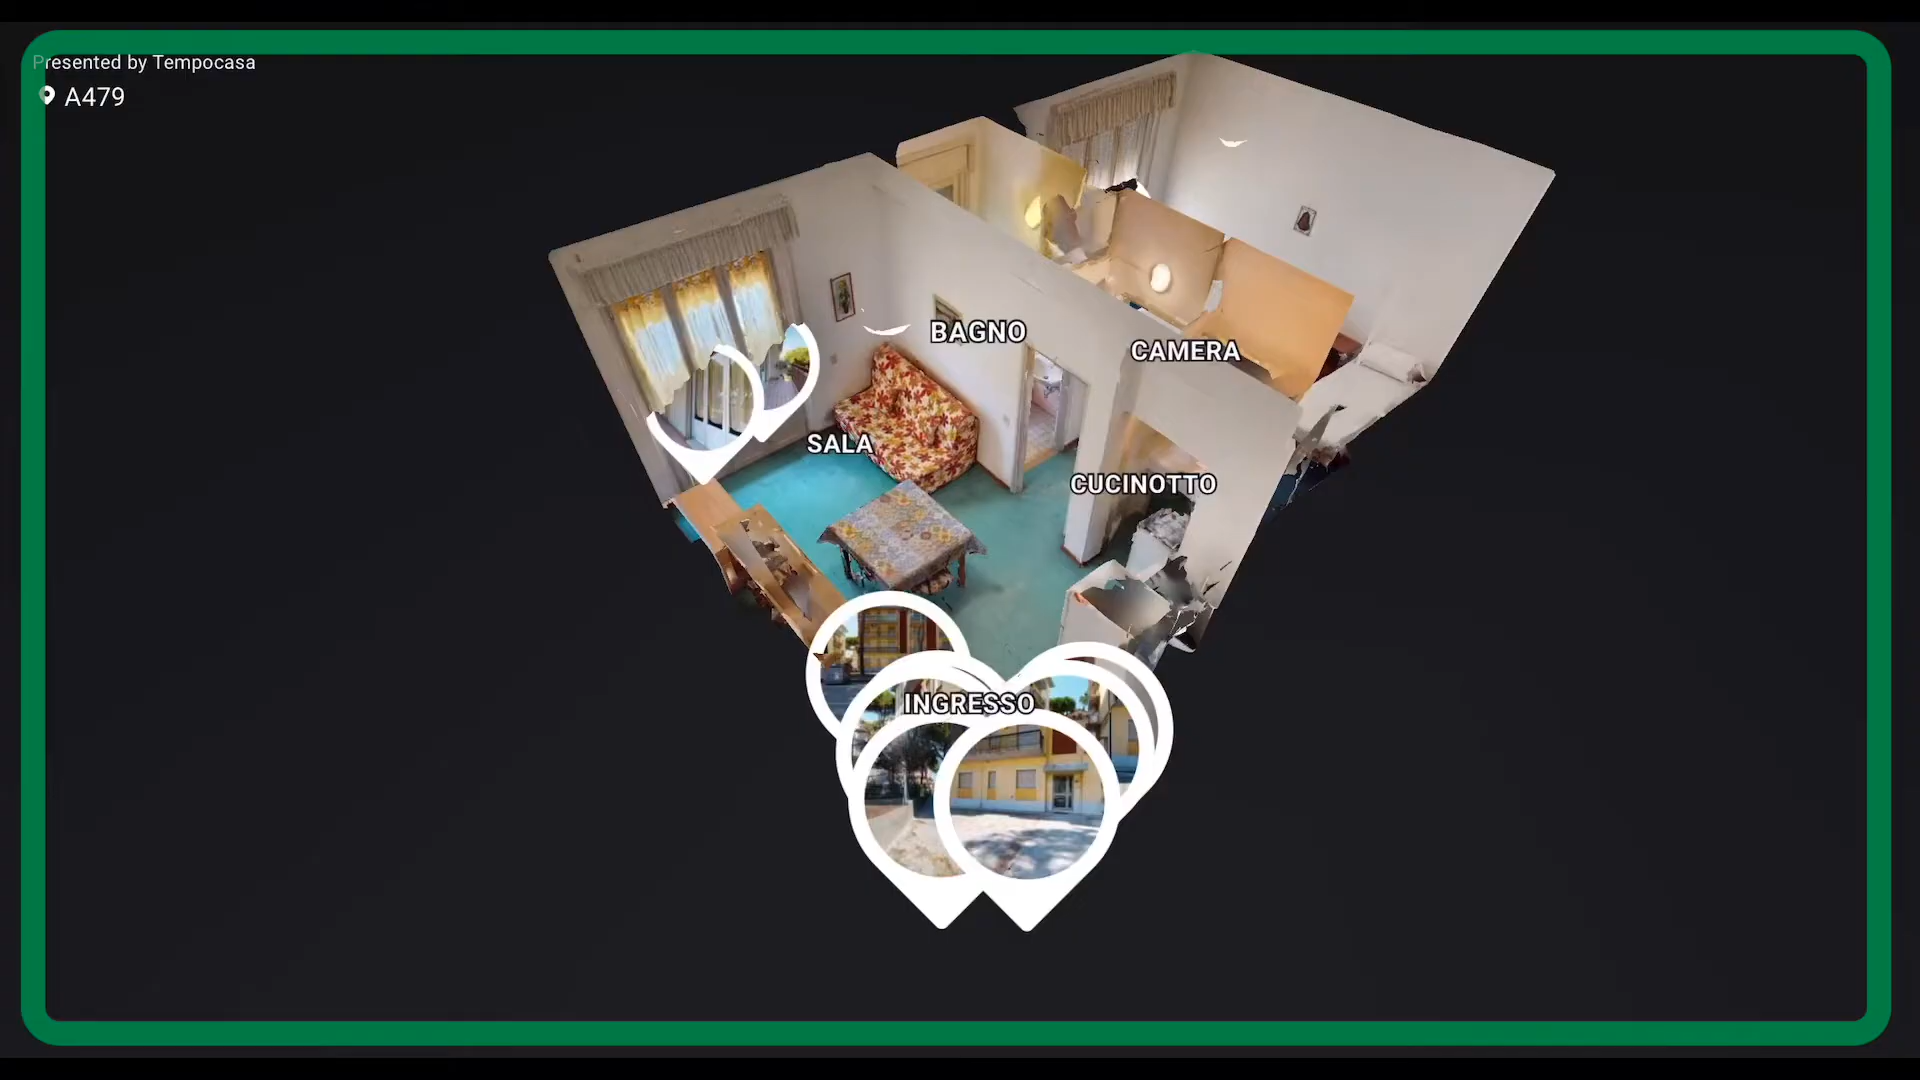 Presented by Tempocasa
A479
BAGNO
CAMERA
SALA
CUCINOTTO
INGRESSO